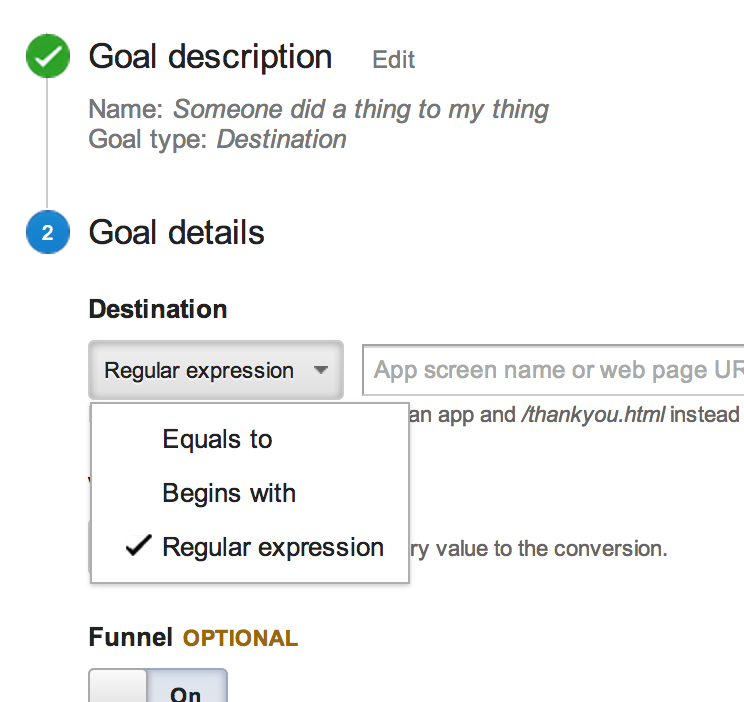 Goal description Edit
Name: Someone did a thing to my thing
Goal type: Destination
2 Goal details
Destination
Regular expression App screen name or web page UR
an app and /thankyou.html instead
Equals to
Begins with
Regular expression
ry value to the conversion.
Funnel OPTIONAL
On